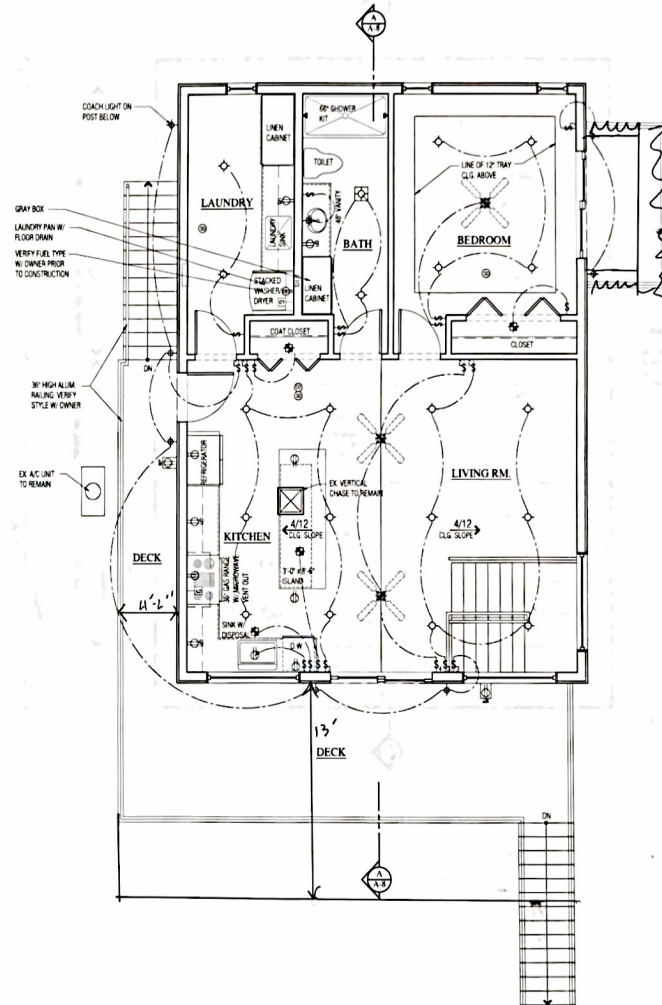 A
A-8
COACH LIGHT ON
POST BELOW
66" SHOWER
KIT
LINEN
CABINET
TOILET
LINE OF 12" TRAY
CLG. ABOVE
GRAY BOX
LAUNDRY PAN W/
FLOOR DRAIN
VERIFY FUEL TYPE
W/ OWNER PRIOR
TO CONSTRUCTION
LAUNDRY
LAUNDRY
SINK
48" VANITY
BATH
BEDROOM
STACKED
WASHER/
DRYER
LINEN
CABINET
COAT CLOSET
CLOSET
DN
36" HIGH ALUM.
RAILING. VERIFY
STYLE W/ OWNER
REFRIGERATOR
EX A/C UNIT
TO REMAIN
EX VERTICAL
CHASE TO REMAIN
LIVING RM.
KITCHEN
4/12
CLG. SLOPE
4/12
CLG. SLOPE
DECK
36" GAS RANGE
W/ MICROWAVE
VENT OUT
ISLAND
4'-2"
SINK W/
DISPOSAL
D.W.
13'
DECK
DN
A
A-8